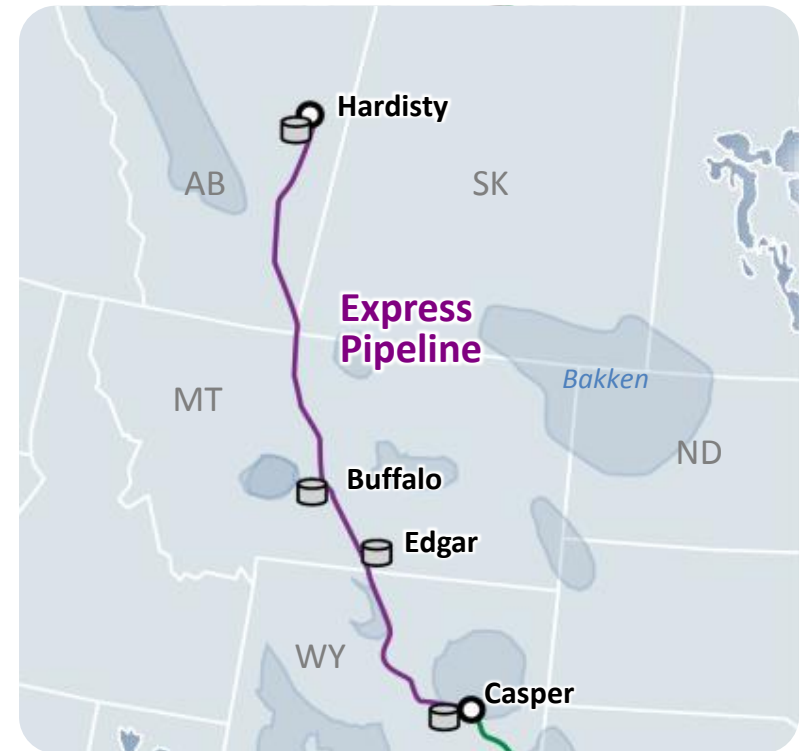 Hardisty
AB
SK
Express
Pipeline
Bakken
MT
ND
Buffalo
Edgar
WY
Casper